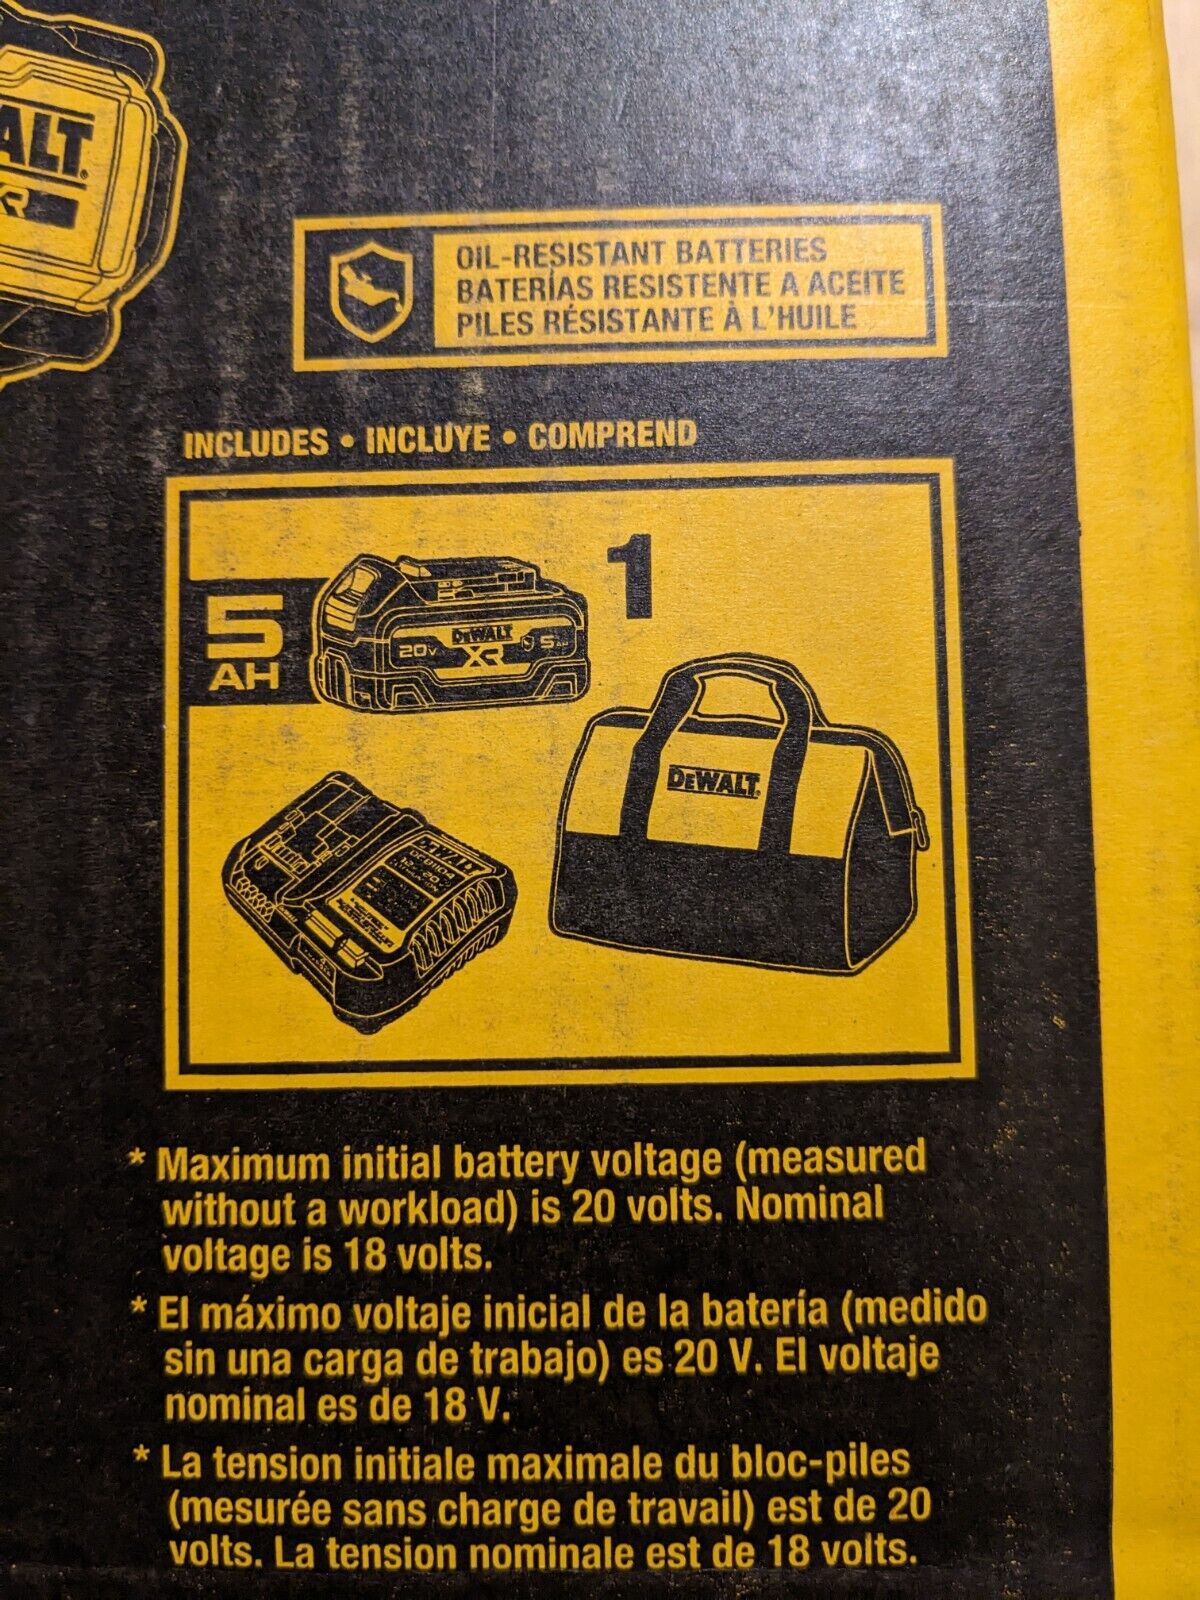 ALT.
XR
OIL-RESISTANT BATTERIES
BATERÍAS RESISTENTE A ACEITE
PILES RÉSISTANTE À L'HUILE
INCLUDES • INCLUYE • COMPREND
5
AH
20V
DEWALT
XR
5AH
1
DEWALT.
DEWALT
* Maximum initial battery voltage (measured
without a workload) is 20 volts. Nominal
voltage is 18 volts.
* El máximo voltaje inicial de la batería (medido
sin una carga de trabajo) es 20 V. El voltaje
nominal es de 18 V.
* La tension initiale maximale du bloc-piles
(mesurée sans charge de travail) est de 20
volts. La tension nominale est de 18 volts.